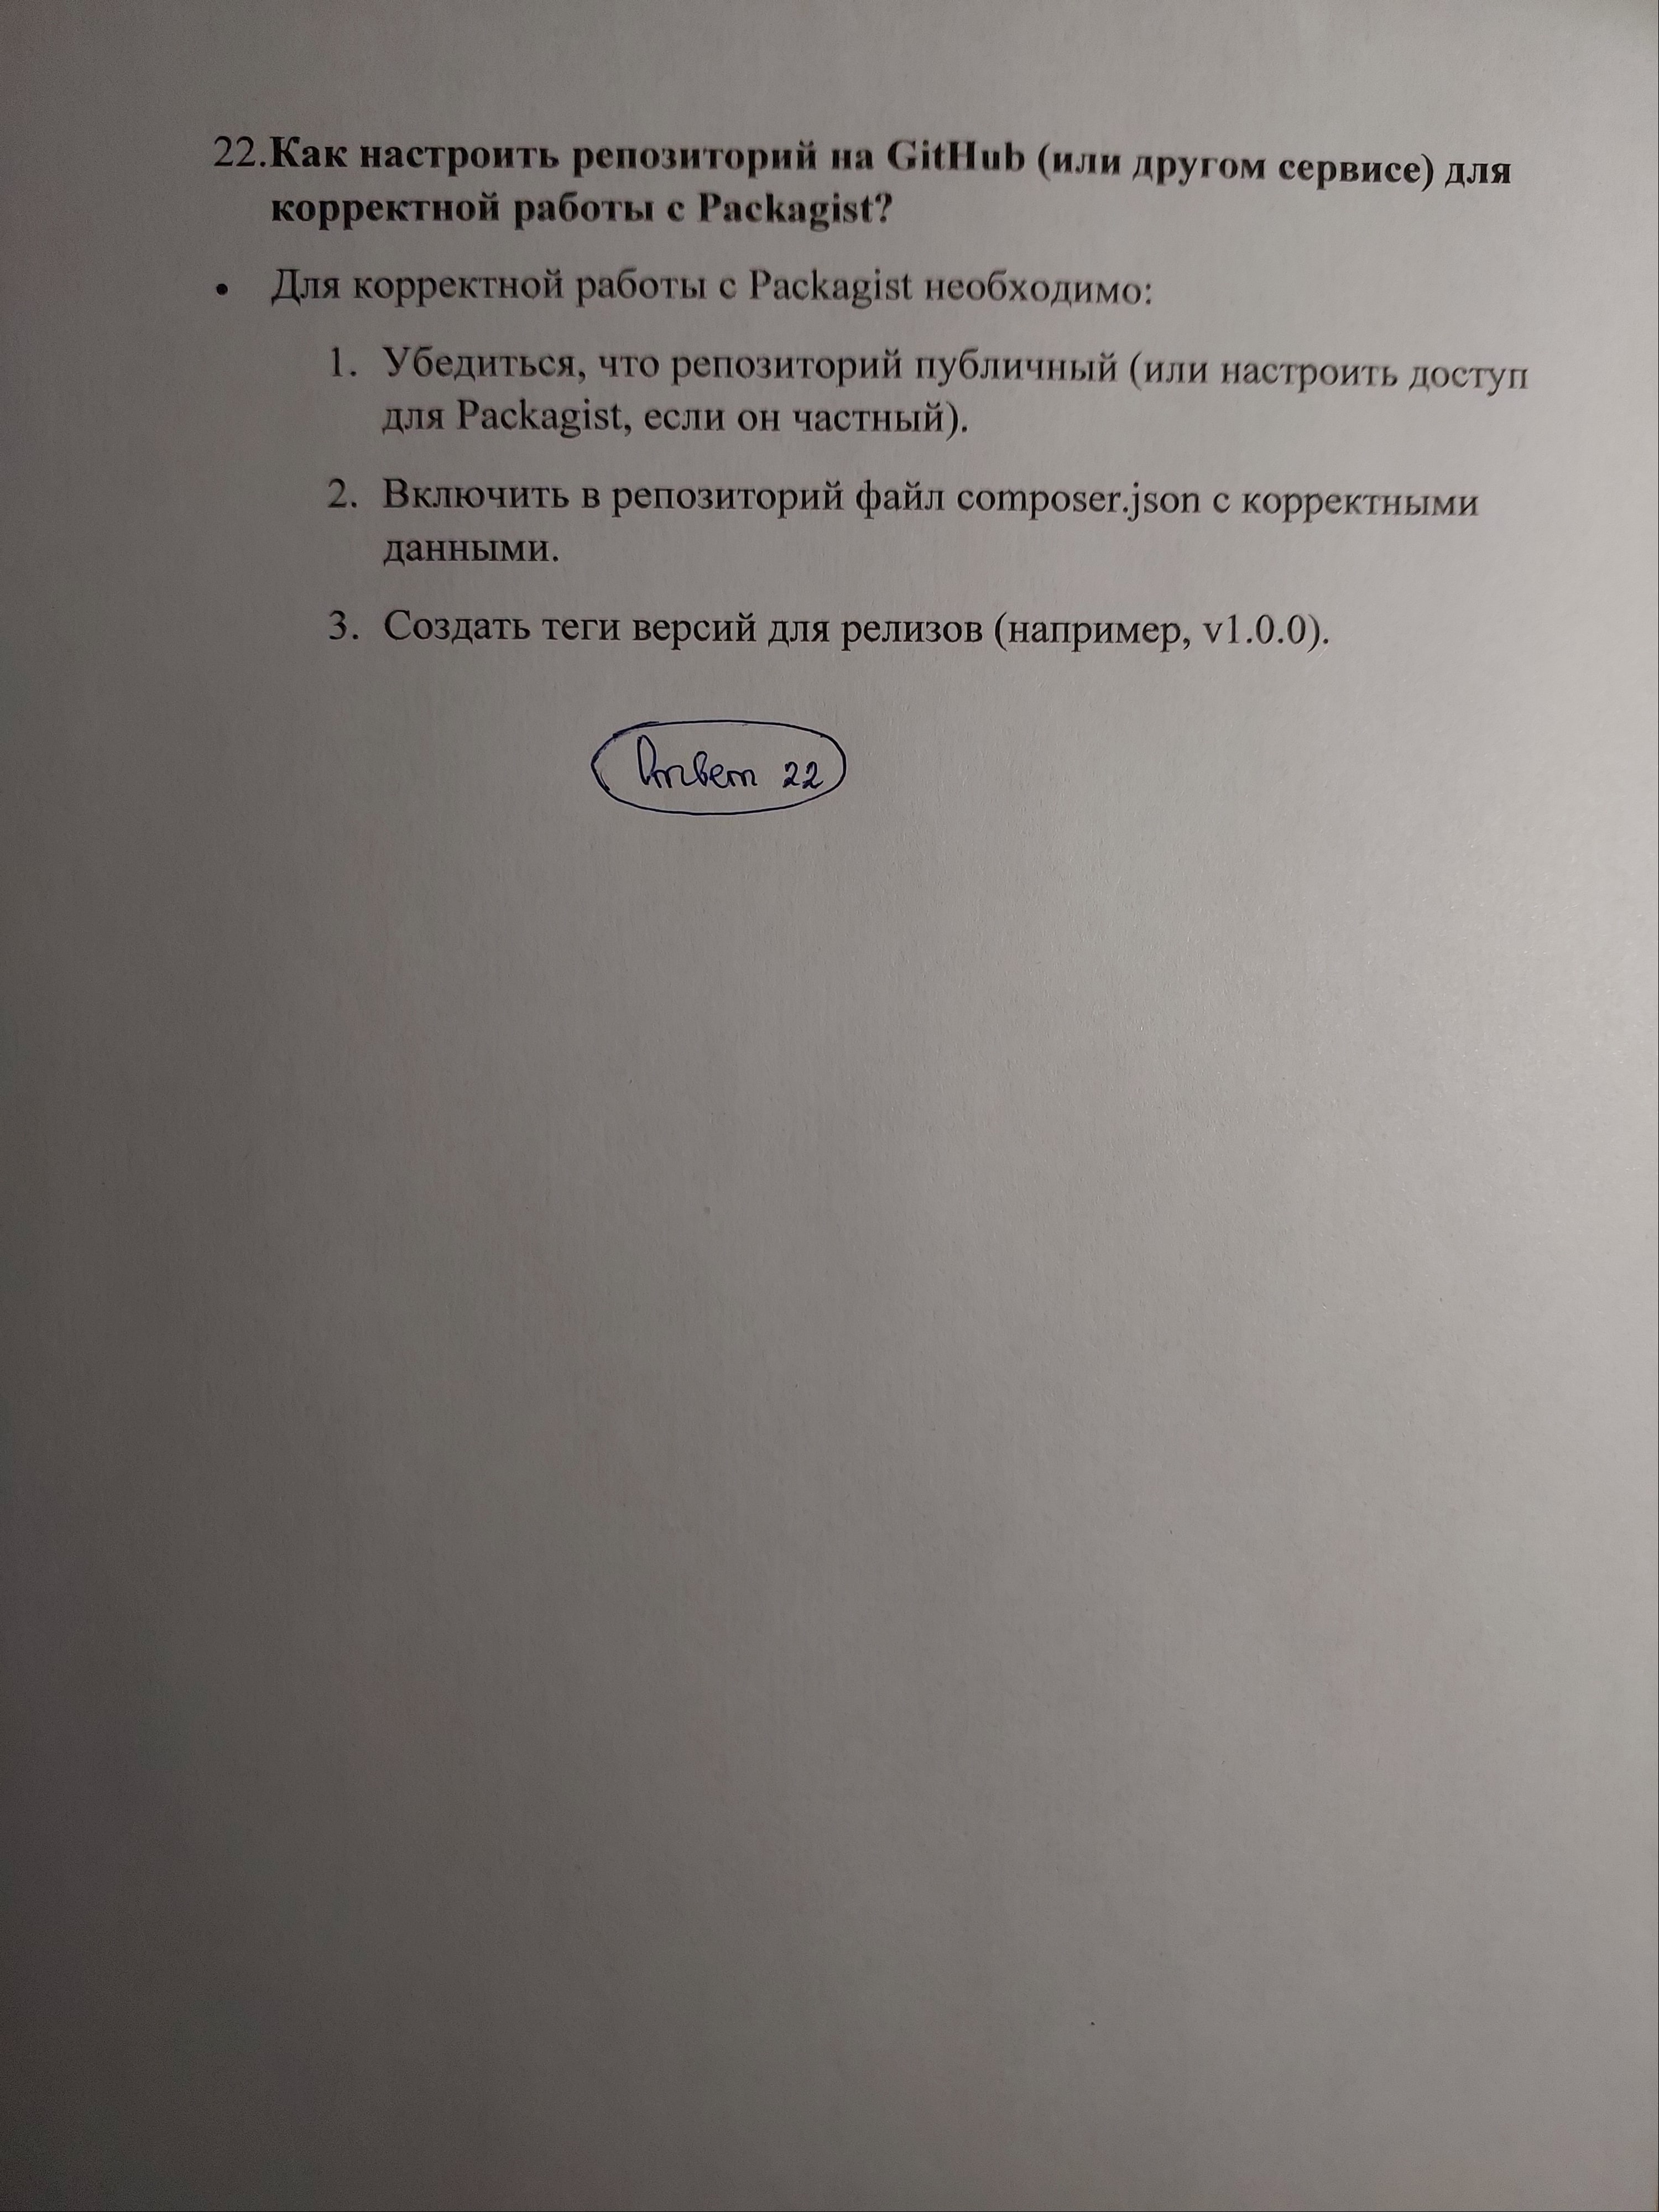 22.Как настроить репозиторий на GitHub (или другом сервисе) для
корректной работы с Packagist?
• Для корректной работы с Packagist необходимо:
1. Убедиться, что репозиторий публичный (или настроить доступ
для Packagist, если он частный).
2. Включить в репозиторий файл composer.json с корректными
данными.
3. Создать теги версий для релизов (например, v1.0.0).
Ответ 22